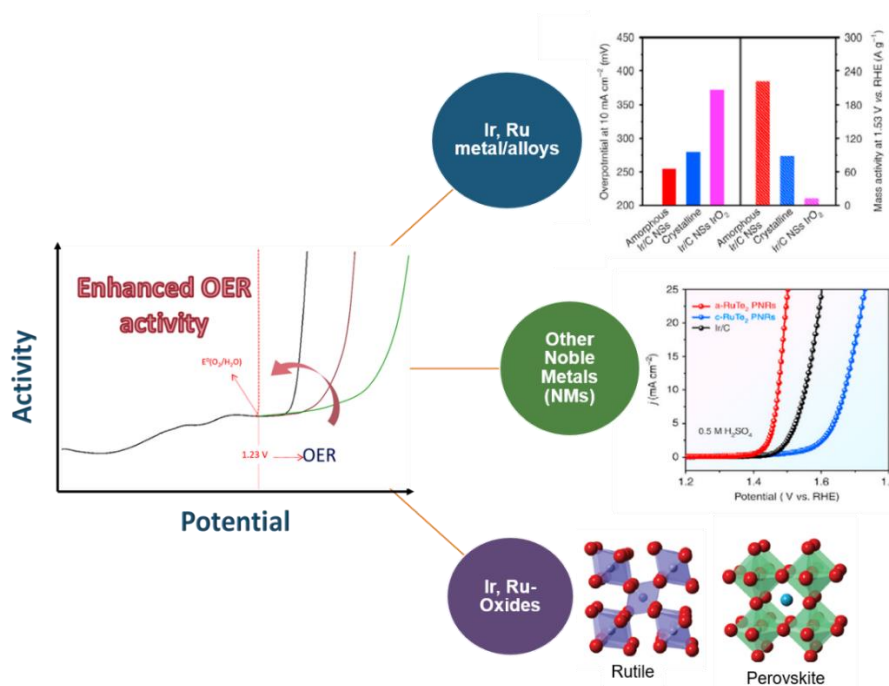 Enhanced OER
activity
E⁰(O₂/H₂O)
1.23 V
OER
Activity
Potential
Ir, Ru
metal/alloys
Other
Noble
Metals
(NMs)
Ir, Ru-
Oxides
Overpotential at 10 mA cm⁻² (mV)
450
400
350
300
250
200
Amorphous
Ir/C NSs
Crystalline
Ir/C NSs
IrO₂
Amorphous
Ir/C NSs
Crystalline
Ir/C NSs
IrO₂
300
240
180
120
60
0
Mass activity at 1.53 V vs. RHE (A g⁻¹)
j (mA cm⁻²)
25
20
15
10
5
0
a-RuTe₂ PNRs
c-RuTe₂ PNRs
Ir/C
0.5 M H₂SO₄
1.2 1.4 1.6 1.
Potential ( V vs. RHE)
Rutile
Perovskite